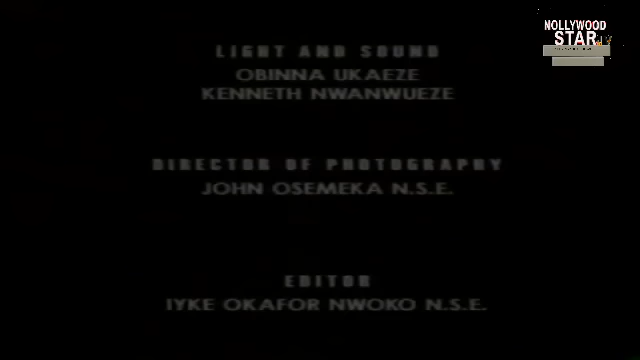 NOLLYWOOD
STAR
LIGHT AND SOUND
OBINNA UKAEZE
KENNETH NWANWUEZE
DIRECTOR OF PHOTOGRAPHY
JOHN OSEMEKA N.S.E.
EDITOR
IYKE OKAFOR NWOKO N.S.E.